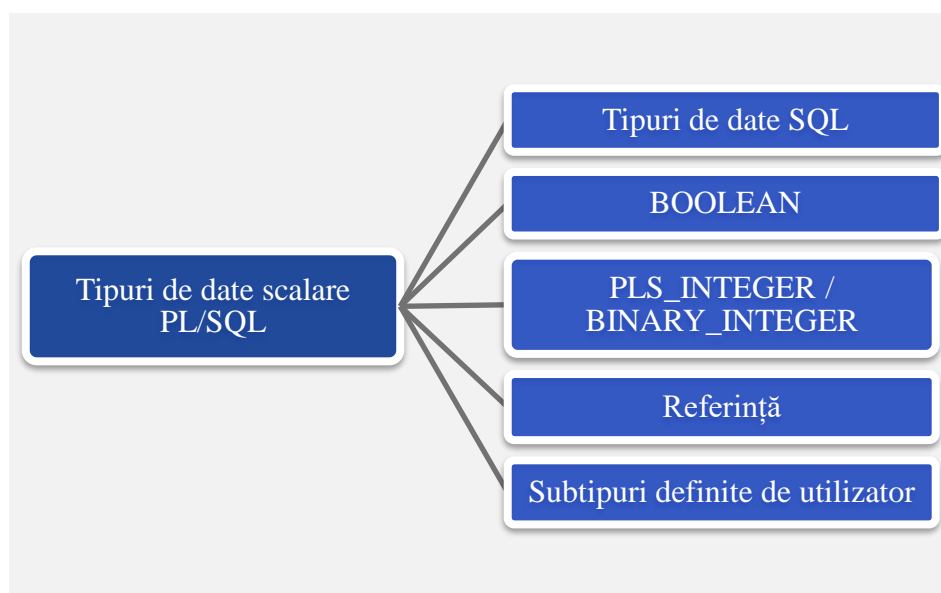 Tipuri de date scalare
PL/SQL
Tipuri de date SQL
BOOLEAN
PLS_INTEGER /
BINARY_INTEGER
Referință
Subtipuri definite de utilizator